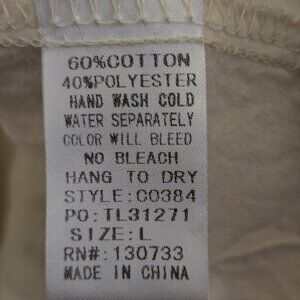 60%COTTON
40%POLYESTER
HAND WASH COLD
WATER SEPARATELY
COLOR WILL BLEED
NO BLEACH
HANG TO DRY
STYLE:C0384
PO:TL31271
SIZE:L
RN#:130733
MADE IN CHINA